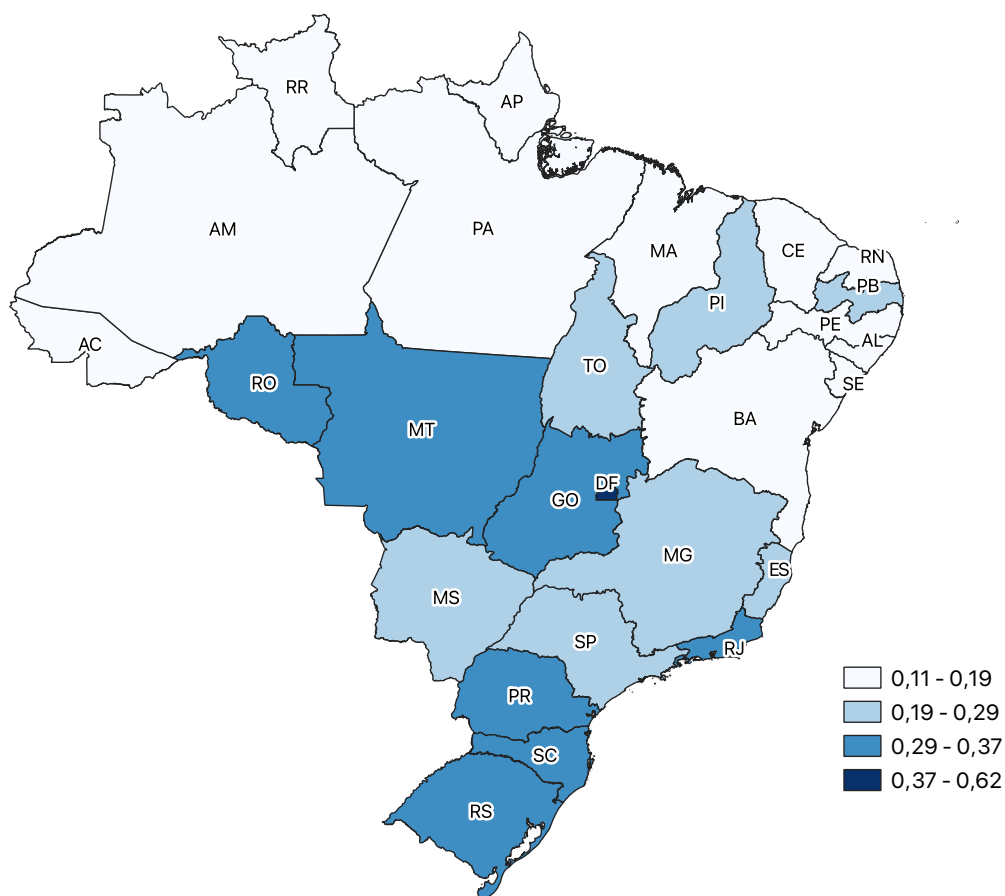 RR
AP
AM
PA
MA
CE
RN
PB
PI
PE
AC
AL
TO
RO
SE
BA
MT
DF
GO
MG
ES
MS
SP
RJ
PR
SC
RS
0,11 - 0,19
0,19 - 0,29
0,29 - 0,37
0,37 - 0,62